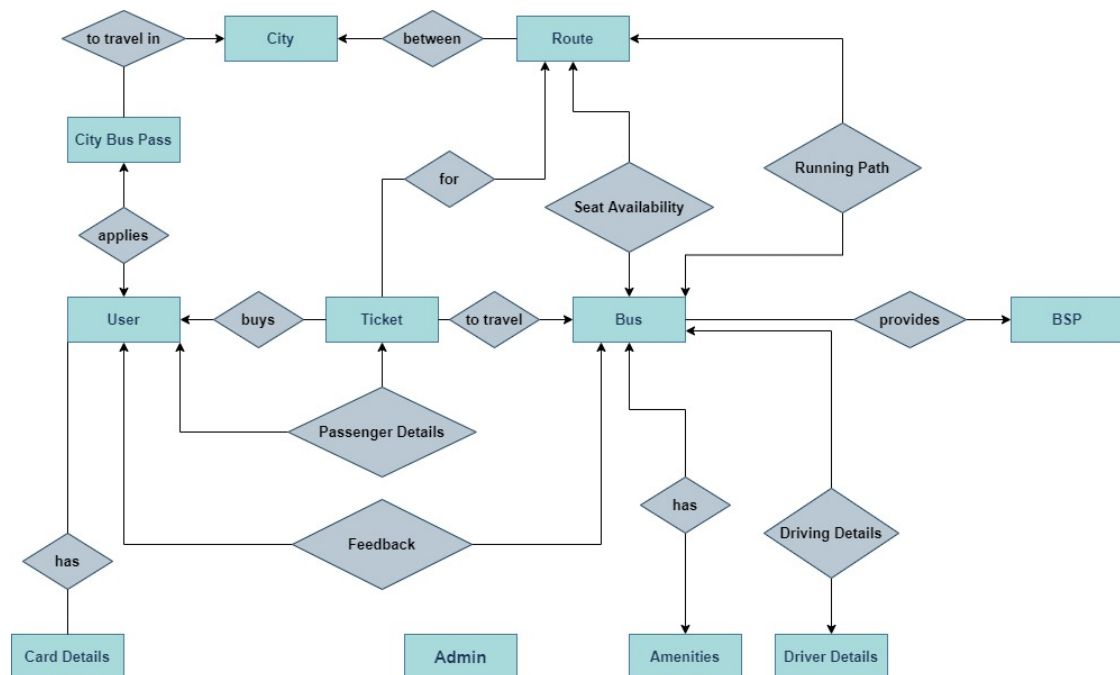 to travel in
City
between
Route
City Bus Pass
for
Running Path
Seat Availability
applies
User
buys
Ticket
to travel
Bus
provides
BSP
Passenger Details
has
Feedback
Driving Details
has
Card Details
Admin
Amenities
Driver Details